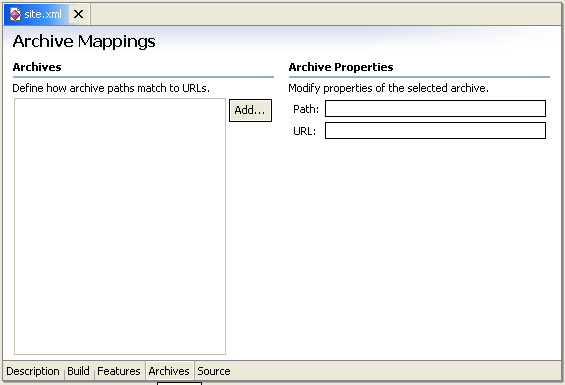 site.xml
Archive Mappings
Archives
Define how archive paths match to URLs.
Add...
Archive Properties
Modify properties of the selected archive.
Path:
URL:
Description Build Features Archives Source